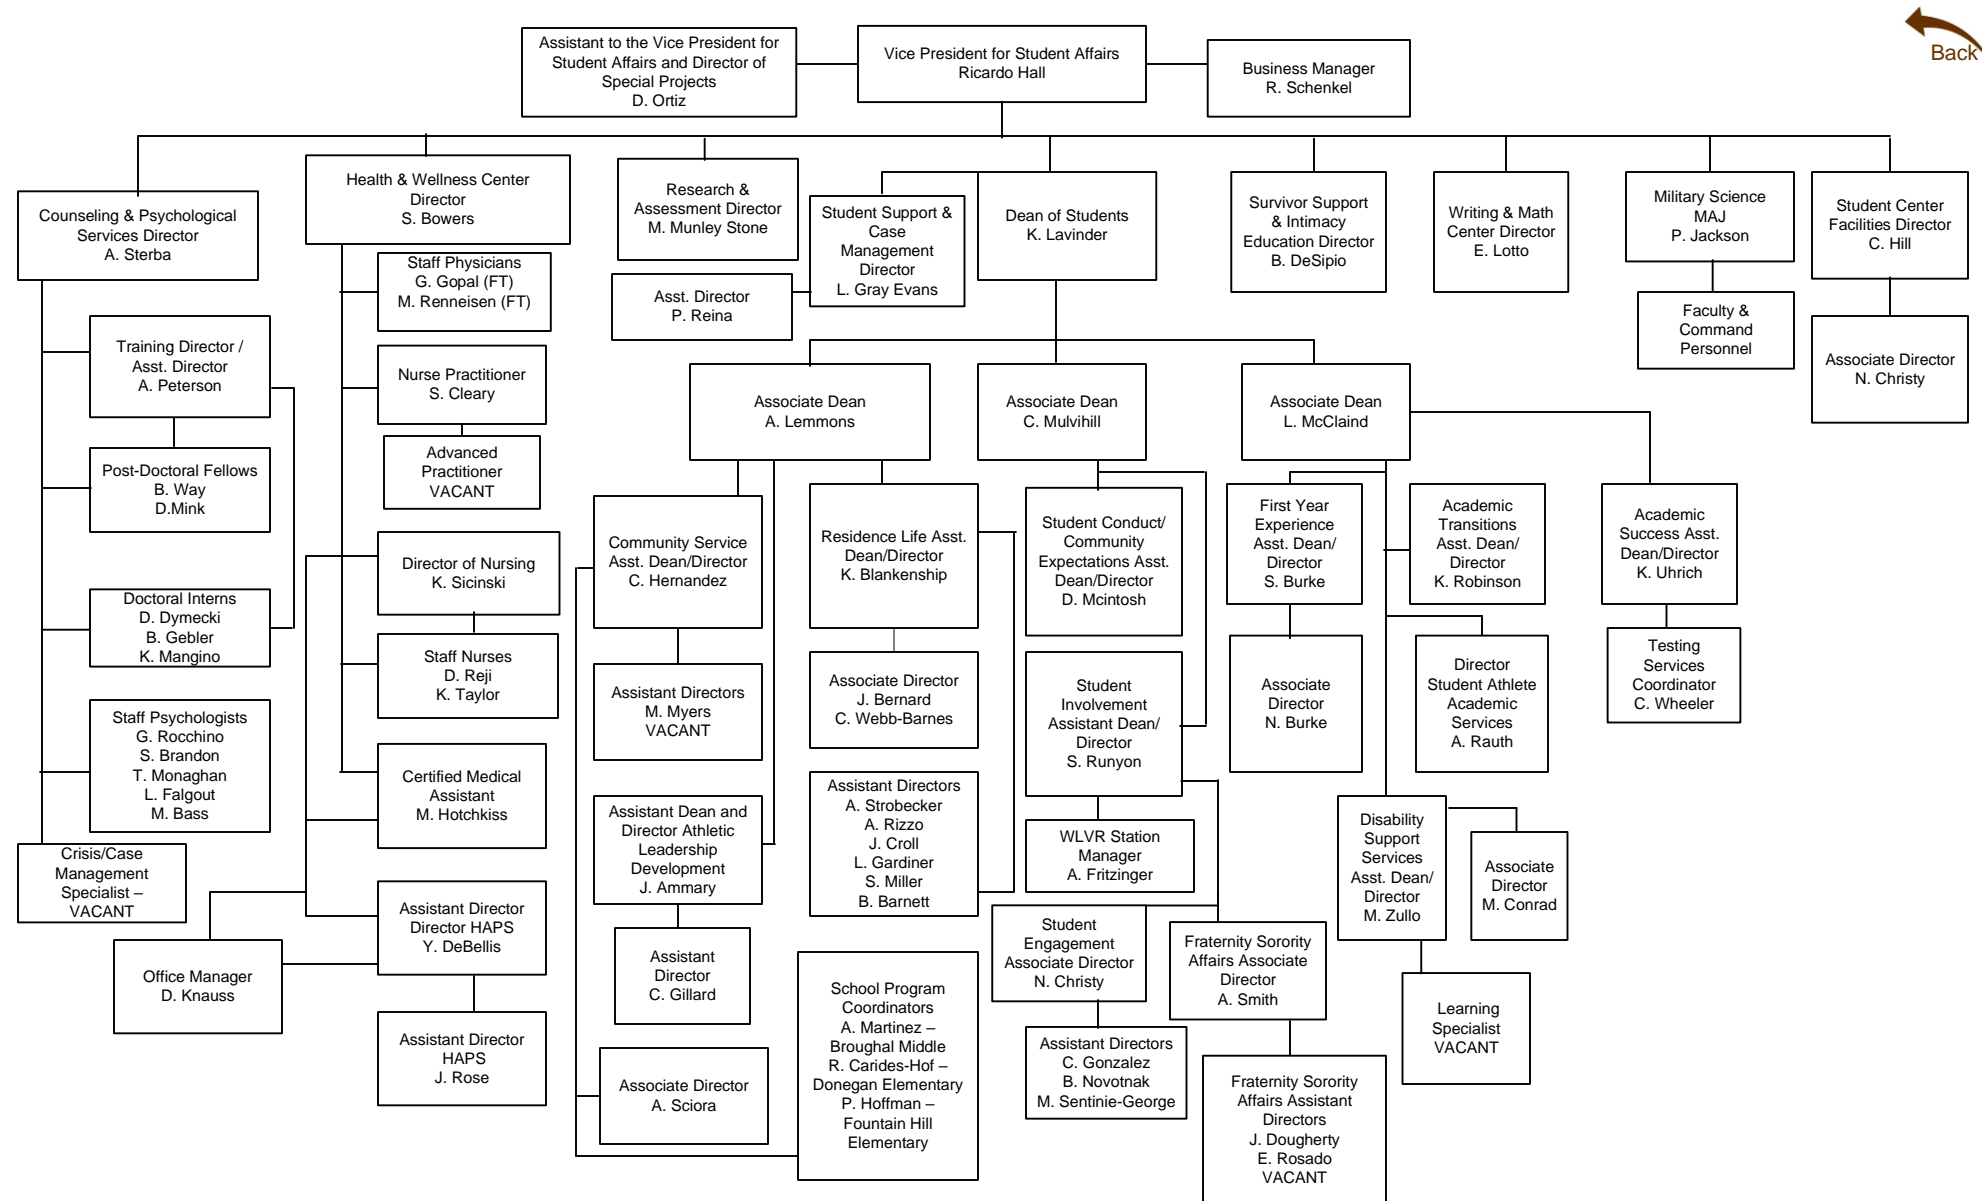 Back
Assistant to the Vice President for
Student Affairs and Director of
Special Projects
D. Ortiz
Vice President for Student Affairs
Ricardo Hall
Business Manager
R. Schenkel
Counseling & Psychological
Services Director
A. Sterba
Health & Wellness Center
Director
S. Bowers
Research &
Assessment Director
M. Munley Stone
Student Support &
Case
Management
Director
L. Gray Evans
Dean of Students
K. Lavinder
Survivor Support
& Intimacy
Education Director
B. DeSipio
Writing & Math
Center Director
E. Lotto
Military Science
MAJ
P. Jackson
Student Center
Facilities Director
C. Hill
Asst. Director
P. Reina
Faculty &
Command
Personnel
Associate Director
N. Christy
Training Director /
Asst. Director
A. Peterson
Post-Doctoral Fellows
B. Way
D.Mink
Doctoral Interns
D. Dymecki
B. Gebler
K. Mangino
Staff Psychologists
G. Rocchino
S. Brandon
T. Monaghan
L. Falgout
M. Bass
Crisis/Case
Management
Specialist –
VACANT
Staff Physicians
G. Gopal (FT)
M. Renneisen (FT)
Nurse Practitioner
S. Cleary
Advanced
Practitioner
VACANT
Director of Nursing
K. Sicinski
Staff Nurses
D. Reji
K. Taylor
Certified Medical
Assistant
M. Hotchkiss
Assistant Director
Director HAPS
Y. DeBellis
Office Manager
D. Knauss
Assistant Director
HAPS
J. Rose
Associate Dean
A. Lemmons
Associate Dean
C. Mulvihill
Associate Dean
L. McClaind
Community Service
Asst. Dean/Director
C. Hernandez
Assistant Directors
M. Myers
VACANT
Assistant Dean and
Director Athletic
Leadership
Development
J. Ammary
Assistant
Director
C. Gillard
Associate Director
A. Sciora
Residence Life Asst.
Dean/Director
K. Blankenship
Associate Director
J. Bernard
C. Webb-Barnes
Assistant Directors
A. Strobecker
A. Rizzo
J. Croll
L. Gardiner
S. Miller
B. Barnett
School Program
Coordinators
A. Martinez –
Broughal Middle
R. Carides-Hof –
Donegan Elementary
P. Hoffman –
Fountain Hill
Elementary
Student Conduct/
Community
Expectations Asst.
Dean/Director
D. Mcintosh
Student
Involvement
Assistant Dean/
Director
S. Runyon
WLVR Station
Manager
A. Fritzinger
Student
Engagement
Associate Director
N. Christy
Assistant Directors
C. Gonzalez
B. Novotnak
M. Sentinie-George
Fraternity Sorority
Affairs Associate
Director
A. Smith
Fraternity Sorority
Affairs Assistant
Directors
J. Dougherty
E. Rosado
VACANT
First Year
Experience
Asst. Dean/
Director
S. Burke
Associate
Director
N. Burke
Academic
Transitions
Asst. Dean/
Director
K. Robinson
Director
Student Athlete
Academic
Services
A. Rauth
Disability
Support
Services
Asst. Dean/
Director
M. Zullo
Associate
Director
M. Conrad
Learning
Specialist
VACANT
Academic
Success Asst.
Dean/Director
K. Uhrich
Testing
Services
Coordinator
C. Wheeler